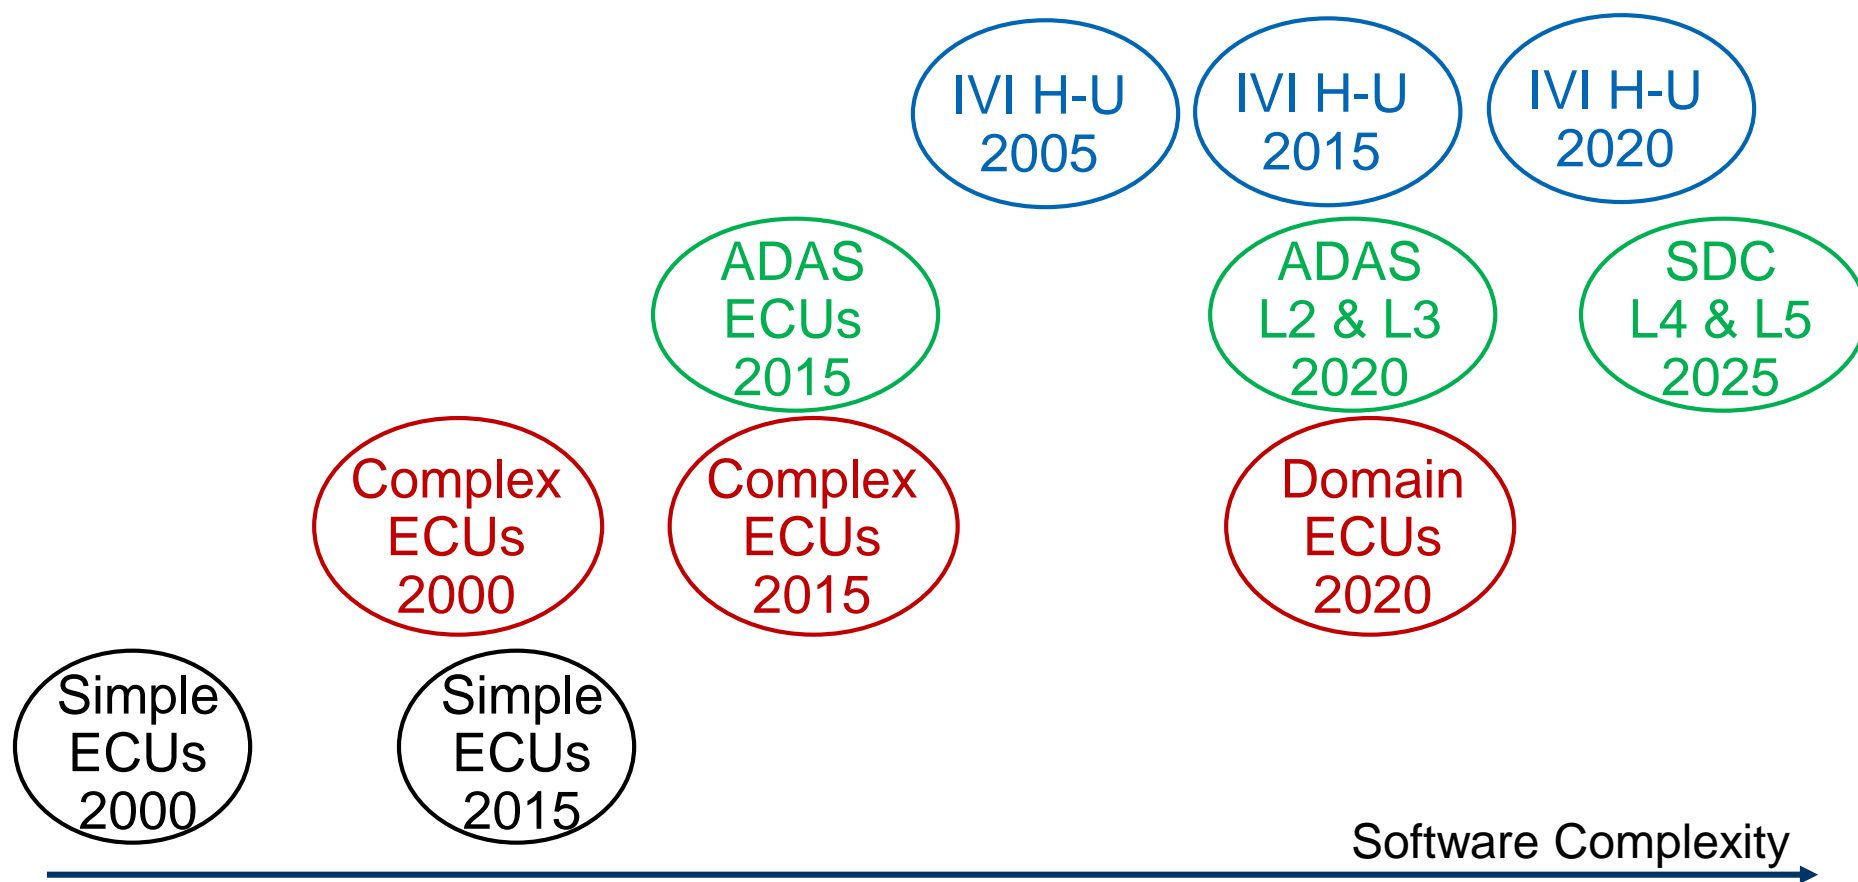 IVI H-U
2005
IVI H-U
2015
IVI H-U
2020
ADAS
ECUs
2015
ADAS
L2 & L3
2020
SDC
L4 & L5
2025
Complex
ECUs
2000
Complex
ECUs
2015
Domain
ECUs
2020
Simple
ECUs
2000
Simple
ECUs
2015
Software Complexity